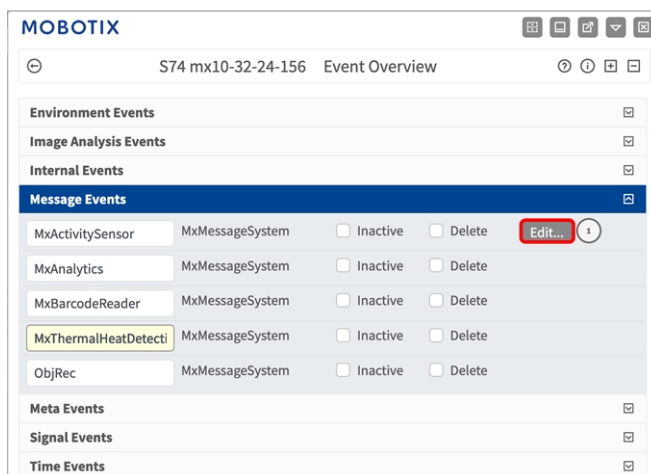 MOBOTIX
S74 mx10-32-24-156 Event Overview
Environment Events
Image Analysis Events
Internal Events
Message Events
MxActivitySensor MxMessageSystem Inactive Delete Edit... 1
MxAnalytics MxMessageSystem Inactive Delete
MxBarcodeReader MxMessageSystem Inactive Delete
MxThermalHeatDetecti MxMessageSystem Inactive Delete
ObjRec MxMessageSystem Inactive Delete
Meta Events
Signal Events
Time Events